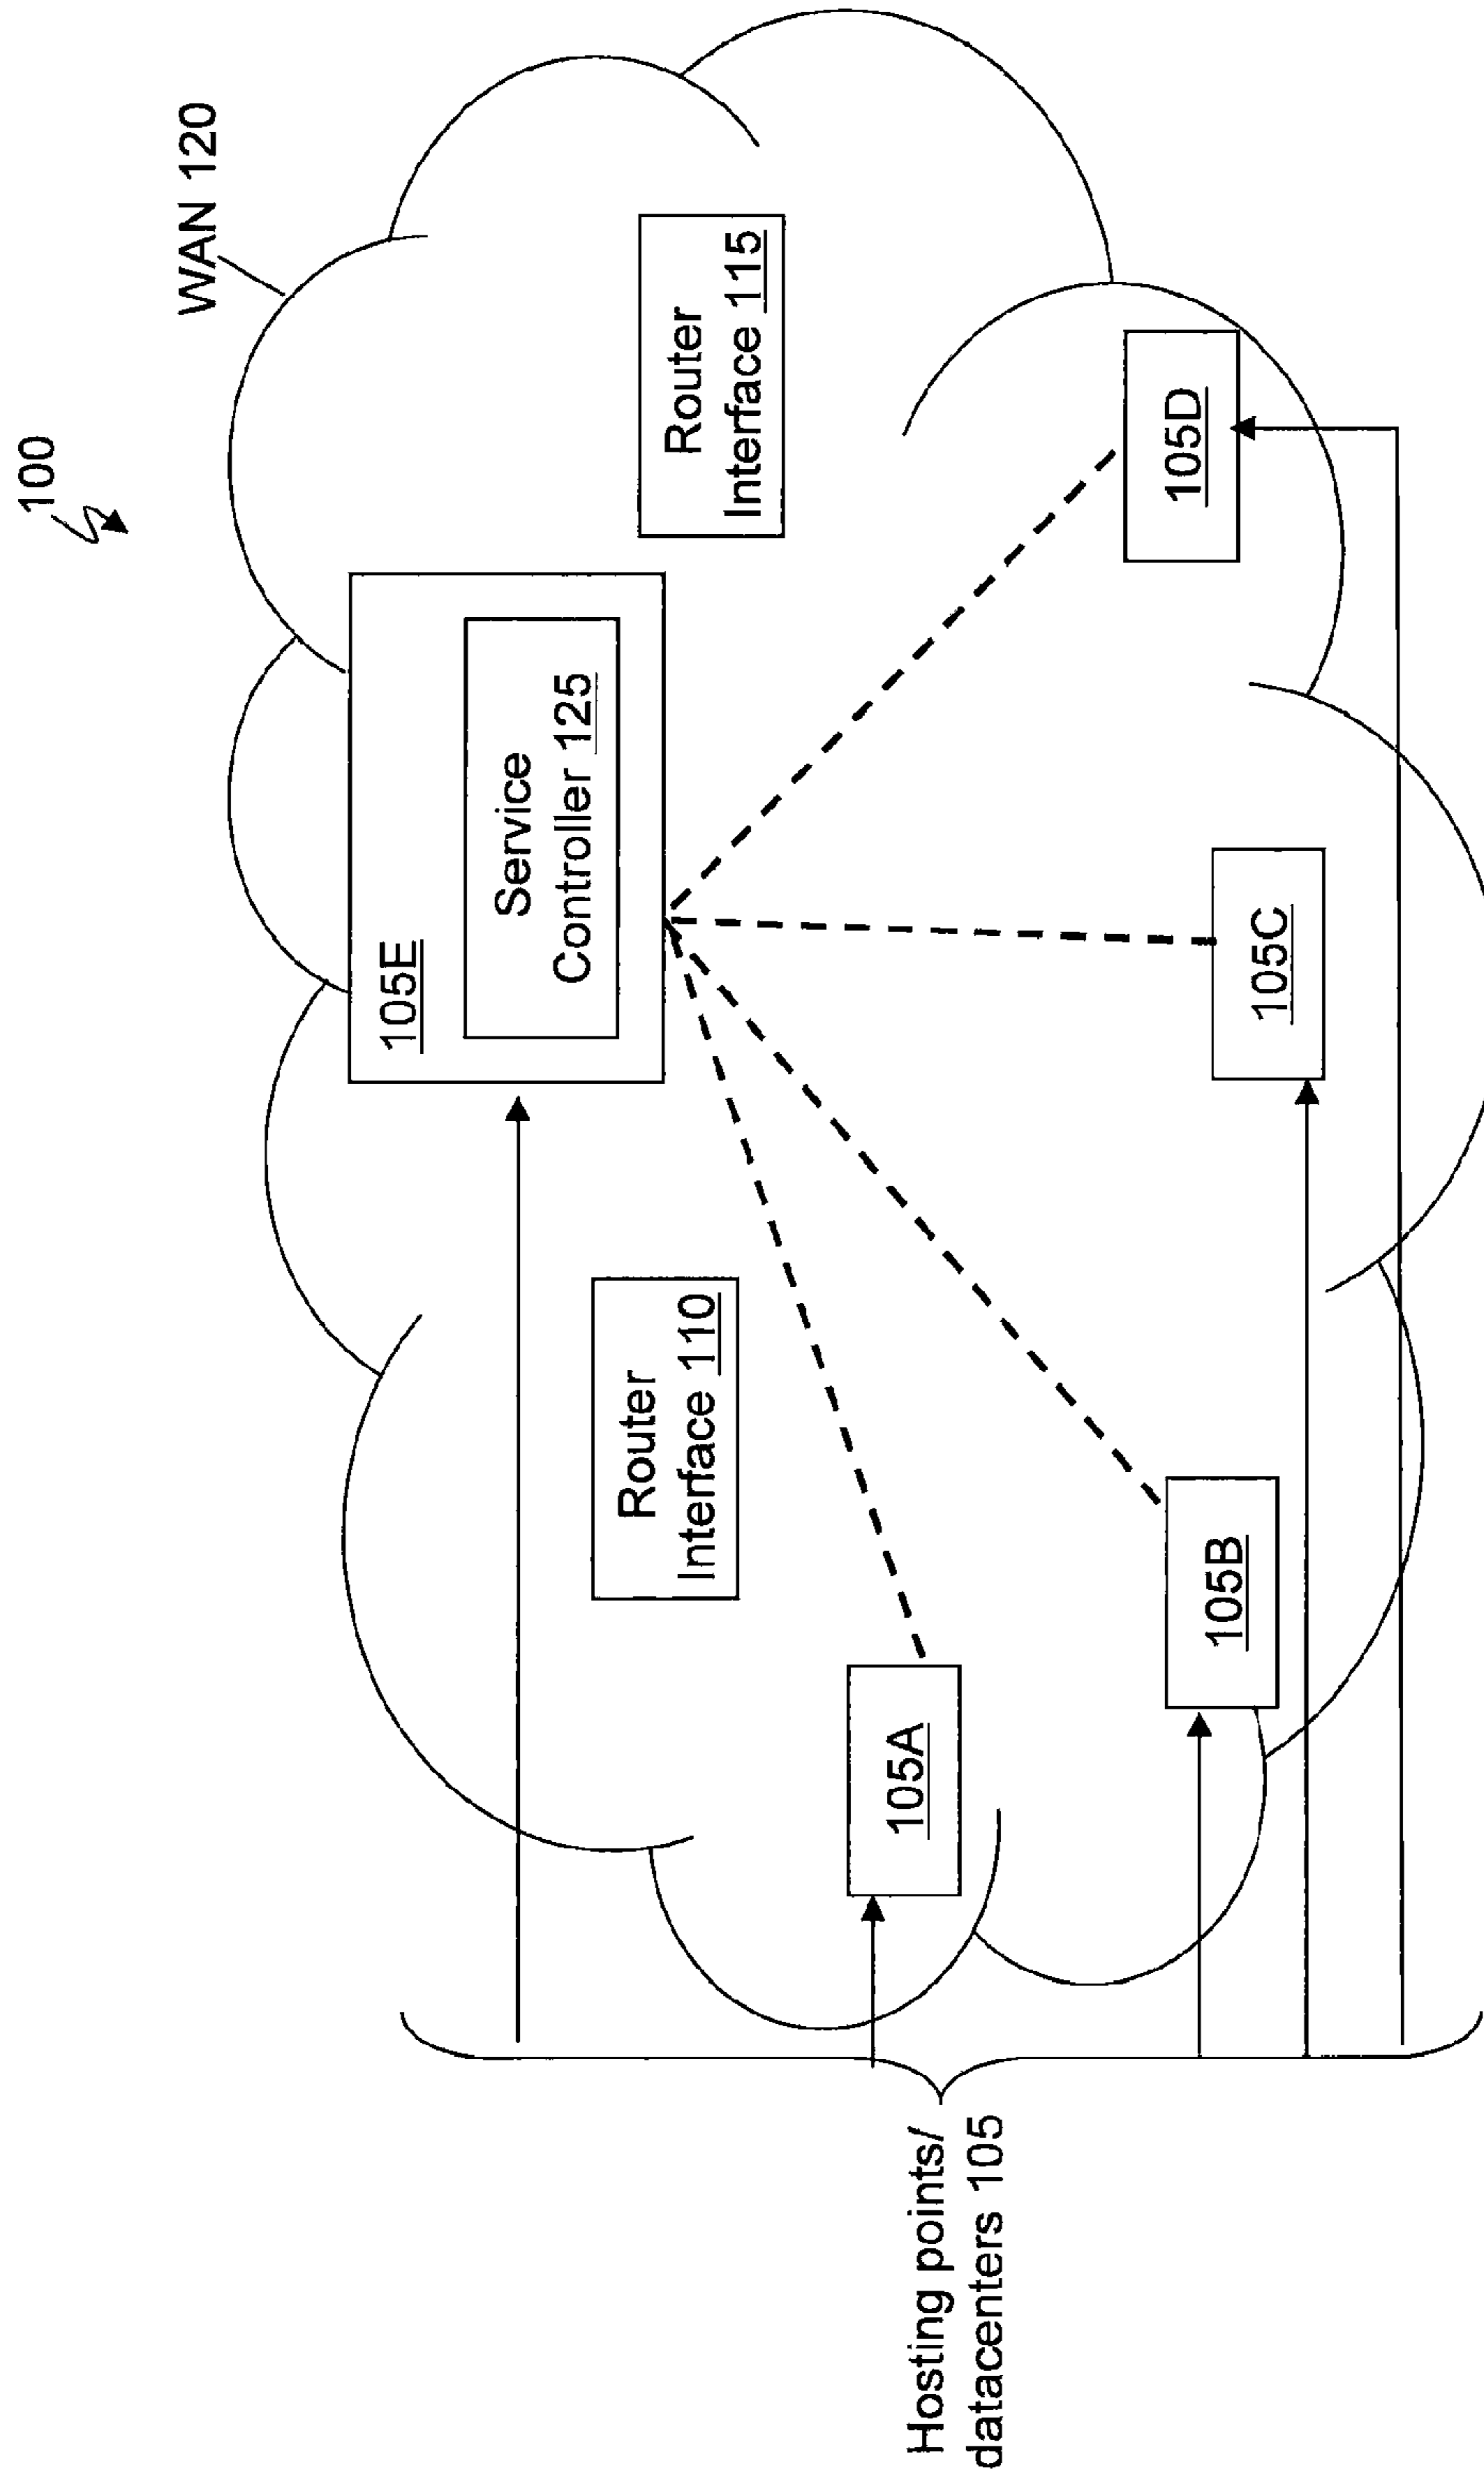 100
WAN 120
105E
Service
Controller 125
Router
Interface 110
Router
Interface 115
105A
105B
105C
105D
Hosting points/
datacenters 105